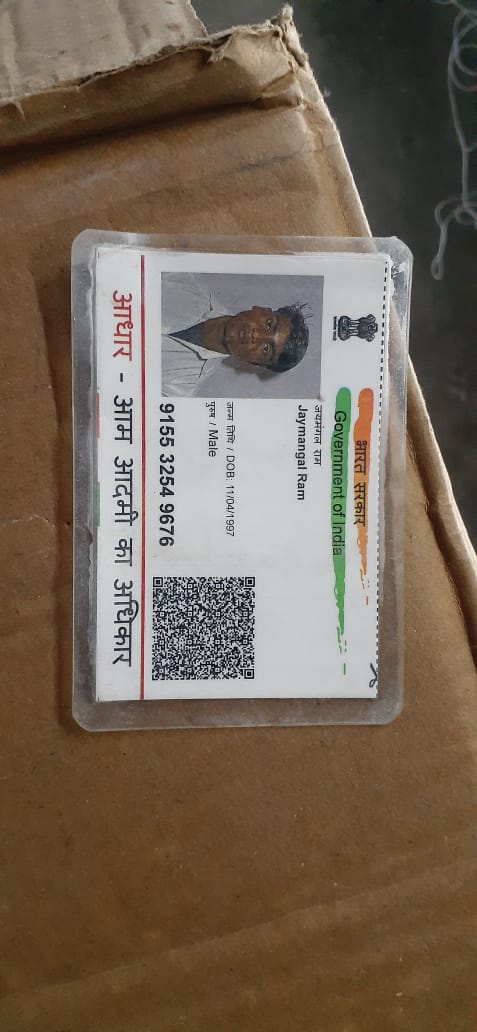 भारत सरकार
Government of India
जयमंगल राम
Jaymangal Ram
जन्म तिथि / DOB: 11/04/1997
पुरुष / Male
9155 3254 9676
आधार - आम आदमी का अधिकार